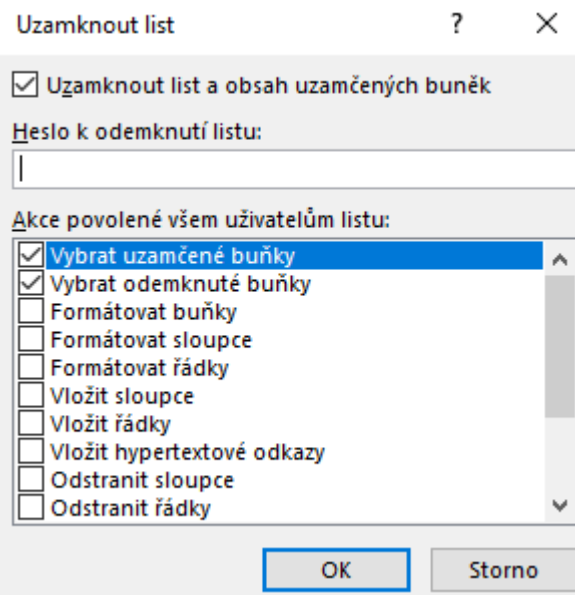 Uzamknout list
?
Uzamknout list a obsah uzamčených buněk
Heslo k odemknutí listu:
Akce povolené všem uživatelům listu:
Vybrat uzamčené buňky
Vybrat odemknuté buňky
Formátovat buňky
Formátovat sloupce
Formátovat řádky
Vložit sloupce
Vložit řádky
Vložit hypertextové odkazy
Odstranit sloupce
Odstranit řádky
OK
Storno